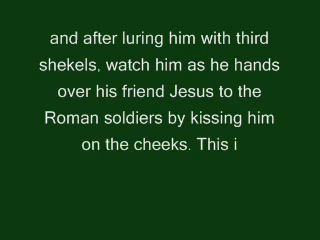 and after luring him with third
shekels, watch him as he hands
over his friend Jesus to the
Roman soldiers by kissing him
on the cheeks. This i